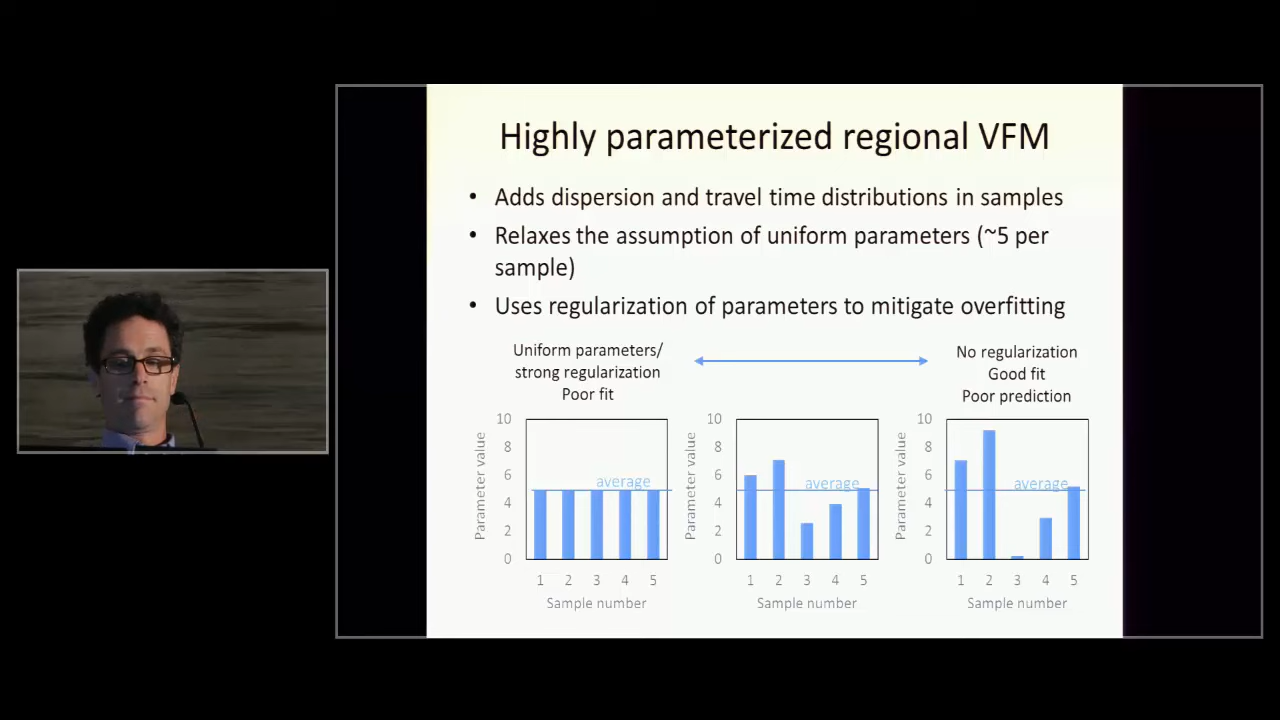 Highly parameterized regional VFM
• Adds dispersion and travel time distributions in samples
• Relaxes the assumption of uniform parameters (~5 per
sample)
• Uses regularization of parameters to mitigate overfitting
Uniform parameters/
strong regularization
Poor fit
No regularization
Good fit
Poor prediction
Parameter value
10
8
6
4
2
0
average
1 2 3 4 5
Sample number
Parameter value
10
8
6
4
2
0
average
1 2 3 4 5
Sample number
Parameter value
10
8
6
4
2
0
average
1 2 3 4 5
Sample number